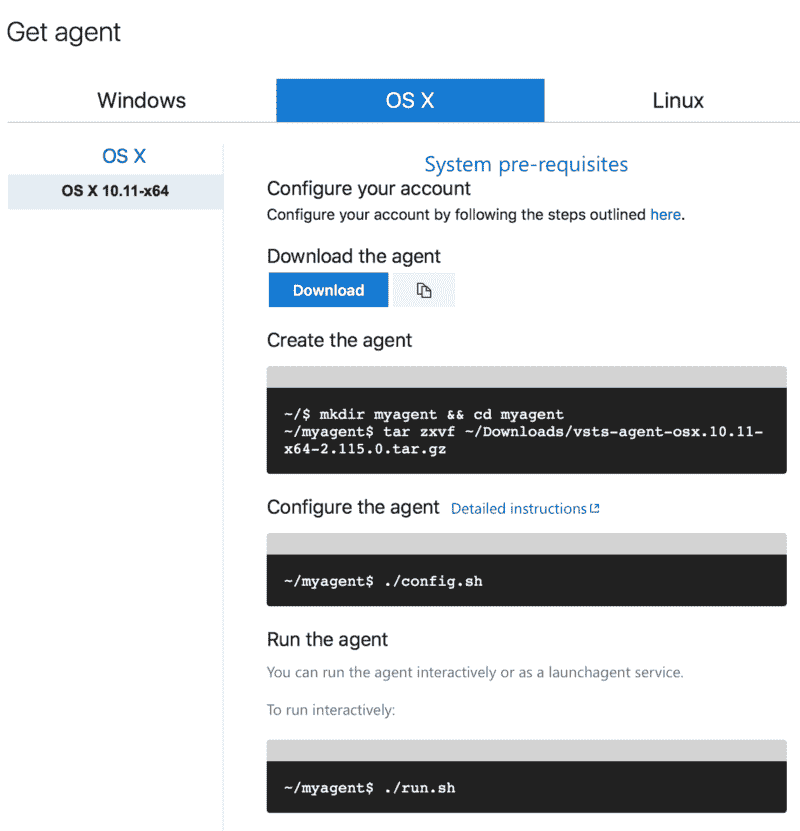 Get agent
Windows
OS X
Linux
OS X
OS X 10.11-x64
System pre-requisites
Configure your account
Configure your account by following the steps outlined here.
Download the agent
Download
Create the agent
~/$ mkdir myagent && cd myagent
~/myagent$ tar zxvf ~/Downloads/vsts-agent-osx.10.11-
x64-2.115.0.tar.gz
Configure the agent Detailed instructions
~/myagent$ ./config.sh
Run the agent
You can run the agent interactively or as a launchagent service.
To run interactively:
~/myagent$ ./run.sh